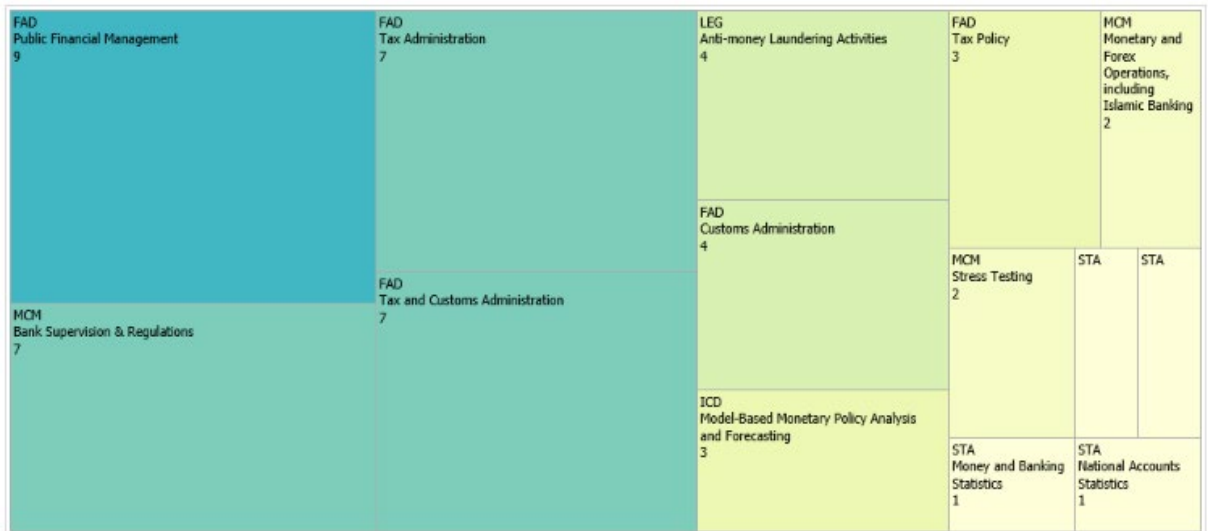 FAD
Public Financial Management
9
MCM
Bank Supervision & Regulations
7
FAD
Tax Administration
7
FAD
Tax and Customs Administration
7
LEG
Anti-money Laundering Activities
4
FAD
Customs Administration
4
ICD
Model-Based Monetary Policy Analysis
and Forecasting
3
FAD
Tax Policy
3
MCM
Monetary and
Forex
Operations,
including
Islamic Banking
2
MCM
Stress Testing
2
STA
STA
STA
Money and Banking
Statistics
1
STA
National Accounts
Statistics
1